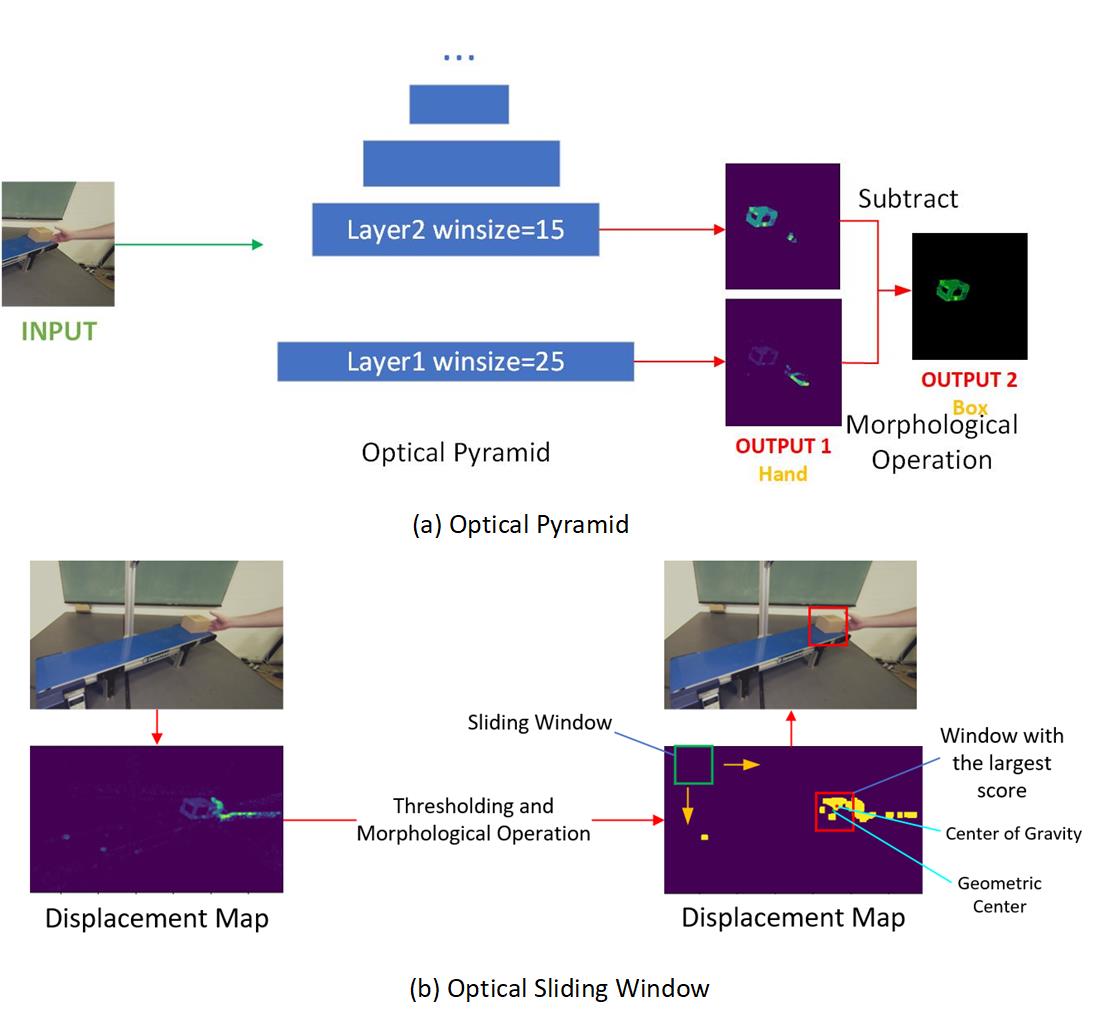 ...
Layer2 winsize=15
Subtract
INPUT
Layer1 winsize=25
OUTPUT 2
Box
Morphological
Operation
OUTPUT 1
Hand
Optical Pyramid
(a) Optical Pyramid
Sliding Window
Window with
the largest
score
Thresholding and
Morphological Operation
Center of Gravity
Geometric
Center
Displacement Map
Displacement Map
(b) Optical Sliding Window